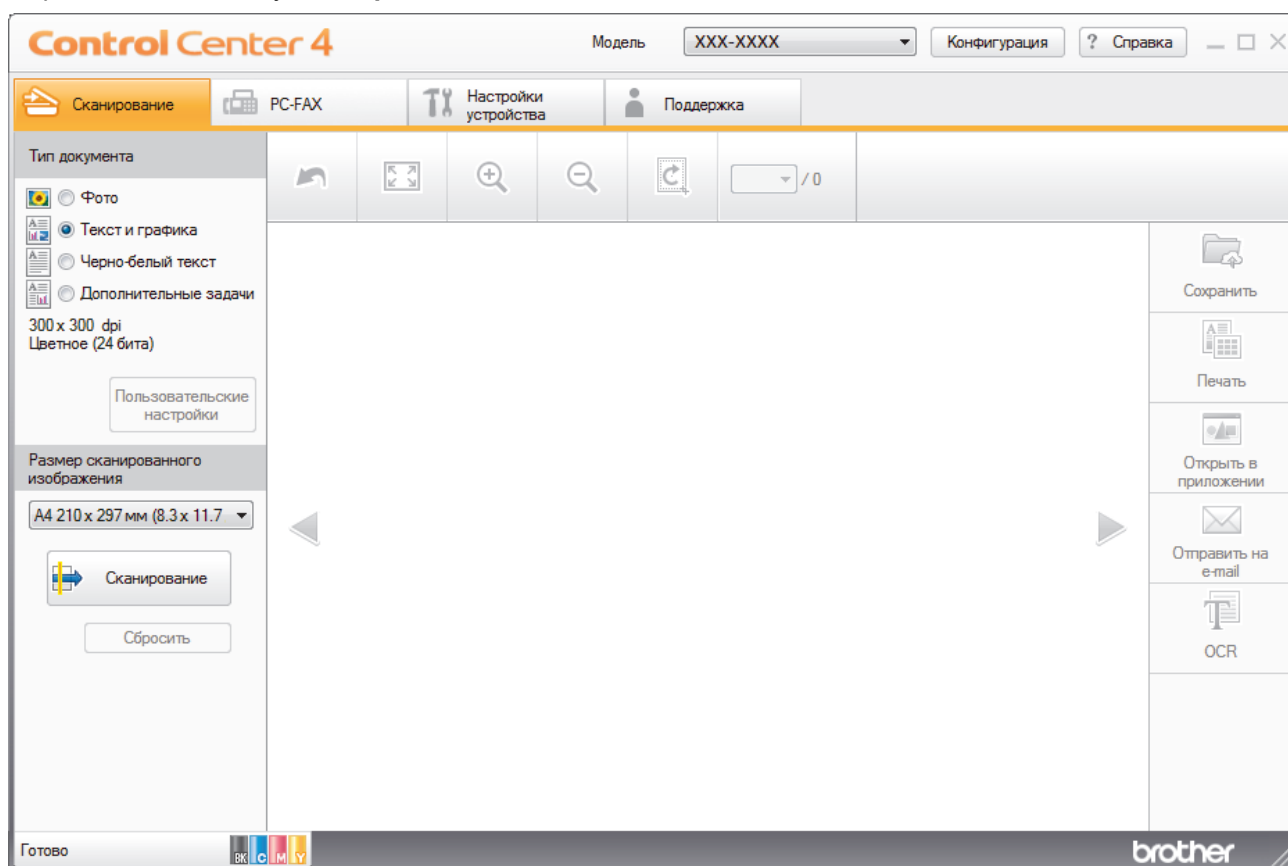 Control Center 4
Модель
XXX-XXXX
Конфигурация
? Справка
Сканирование
PC-FAX
Настройки
устройства
Поддержка
Тип документа
Фото
Текст и графика
Черно-белый текст
Дополнительные задачи
300 x 300 dpi
Цветное (24 бита)
Пользовательские
настройки
/ 0
Размер сканированного
изображения
A4 210 x 297 мм (8.3 x 11.7
Сканирование
Сбросить
Сохранить
Печать
Открыть в
приложении
Отправить на
e-mail
OCR
Готово
BK C M Y
brother